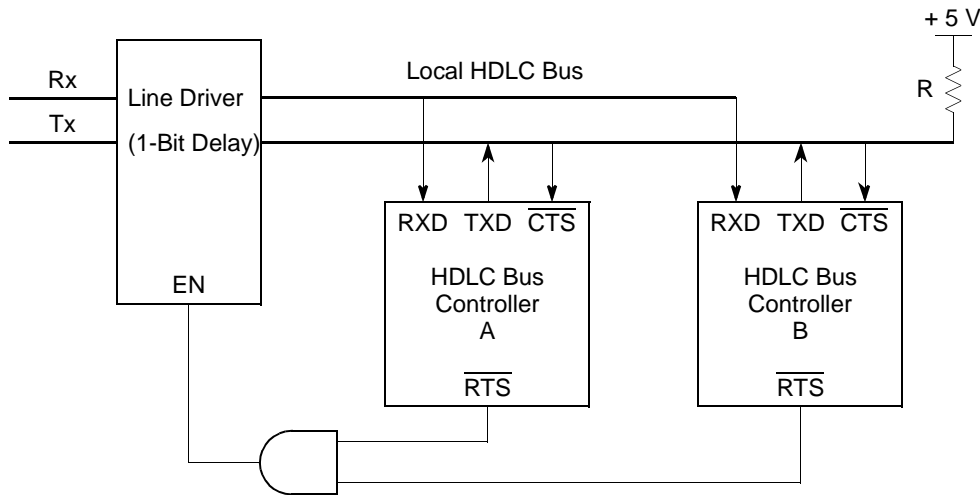 + 5 V
R
Local HDLC Bus
Rx
Tx
Line Driver
(1-Bit Delay)
EN
RXD TXD CTS
HDLC Bus
Controller
A
RTS
RXD TXD CTS
HDLC Bus
Controller
B
RTS